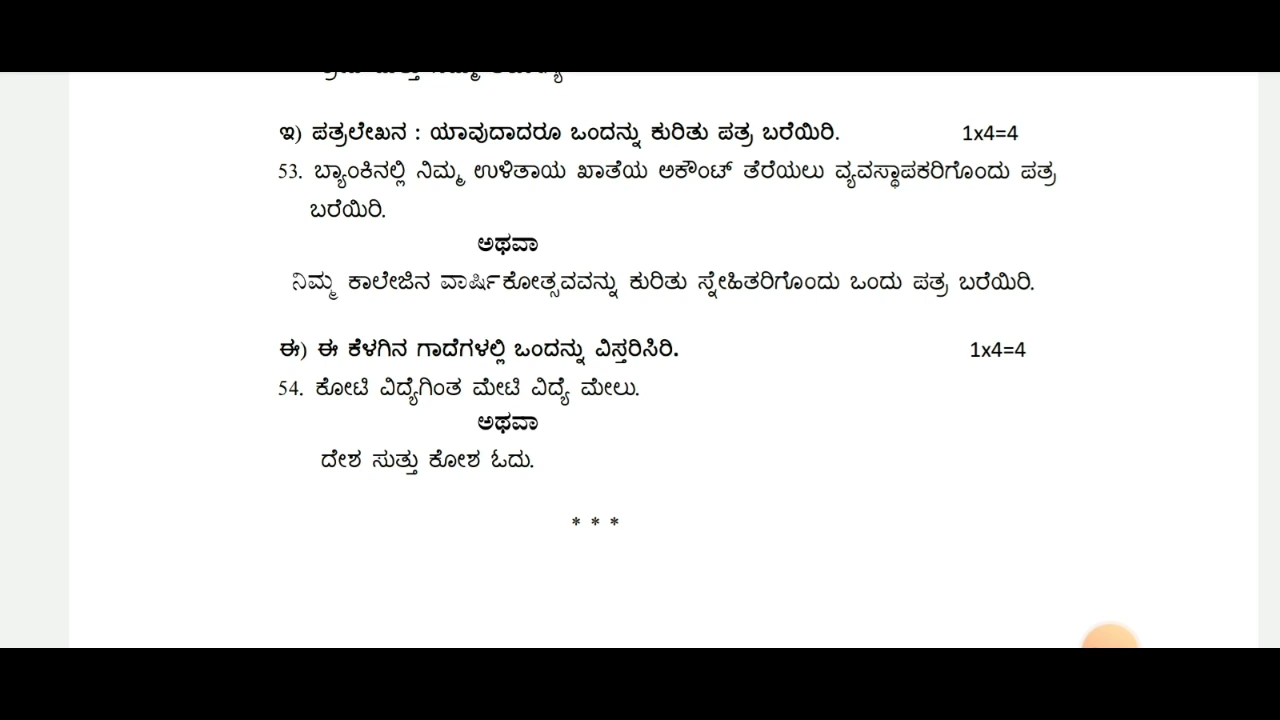 ಇ) ಪತ್ರಲೇಖನ : ಯಾವುದಾದರೂ ಒಂದನ್ನು ಕುರಿತು ಪತ್ರ ಬರೆಯಿರಿ. 1x4=4
53. ಬ್ಯಾಂಕಿನಲ್ಲಿ ನಿಮ್ಮ ಉಳಿತಾಯ ಖಾತೆಯ ಅಕೌಂಟ್ ತೆರೆಯಲು ವ್ಯವಸ್ಥಾಪಕರಿಗೊಂದು ಪತ್ರ
ಬರೆಯಿರಿ.
ಅಥವಾ
ನಿಮ್ಮ ಕಾಲೇಜಿನ ವಾರ್ಷಿಕೋತ್ಸವವನ್ನು ಕುರಿತು ಸ್ನೇಹಿತರಿಗೊಂದು ಒಂದು ಪತ್ರ ಬರೆಯಿರಿ.
ಈ) ಈ ಕೆಳಗಿನ ಗಾದೆಗಳಲ್ಲಿ ಒಂದನ್ನು ವಿಸ್ತರಿಸಿರಿ. 1x4=4
54. ಕೋಟಿ ವಿದ್ಯೆಗಿಂತ ಮೇಟಿ ವಿದ್ಯೆ ಮೇಲು.
ಅಥವಾ
ದೇಶ ಸುತ್ತು ಕೋಶ ಓದು.
* * *